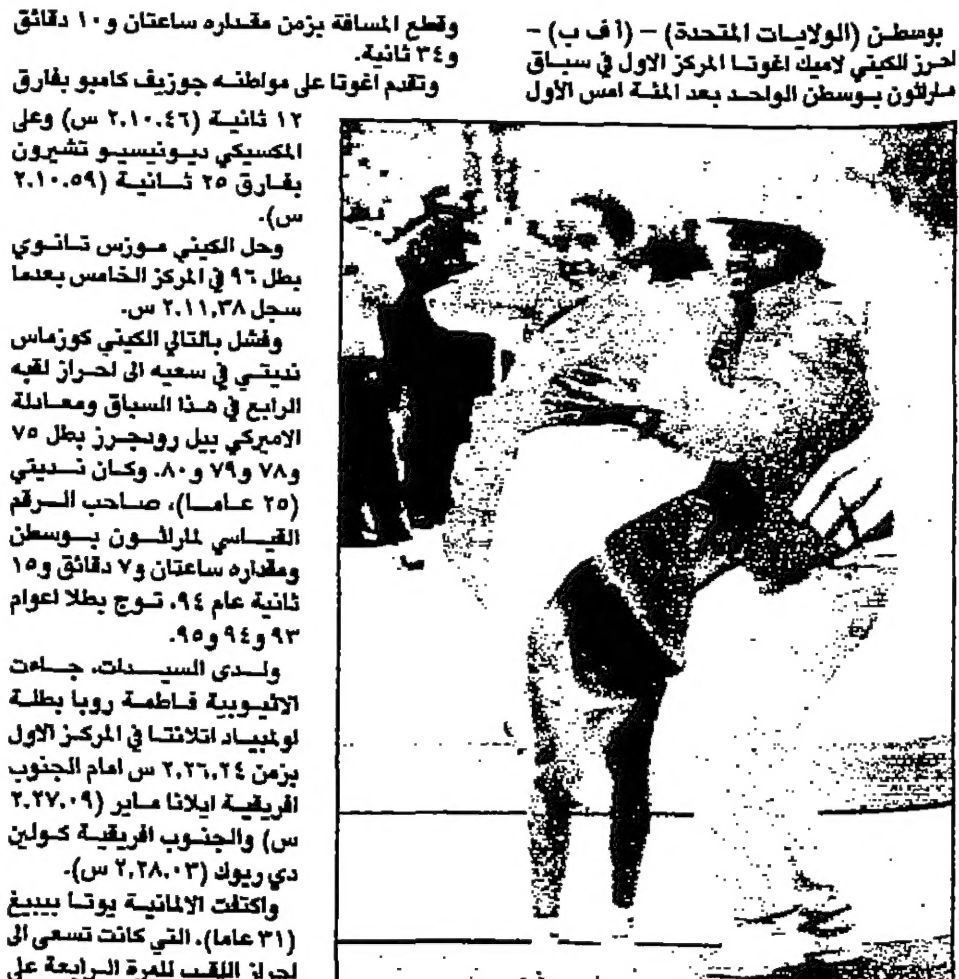 بوسطن (الولايات المتحدة) – (أ ف ب) –
احرز الكيني لاميك اغوتا المركز الاول في سباق
ماراثون بوسطن الواحد بعد المئة امس الأول
وقطع المسافة بزمن مقداره ساعتان و١٠ دقائق
و٣٤ ثانية.
وتقدم اغوتا على مواطنه جوزيف كامبو بفارق
١٢ ثانية (٢.١٠.٤٦ س) وعلى
المكسيكي ديونيسيو تشيرون
بفارق ٢٥ ثانية (٢.١٠.٥٩
س).
وحل الكيني موزس تانوي
بطل ٩٦ في المركز الخامس بعدما
سجل ٢.١١,٣٨ س.
وفشل بالتالي الكيني كوزماس
نديتي في سعيه الى احراز لقبه
الرابع في هذا السباق ومعادلة
الاميركي بيل رودجرز بطل ٧٥
و٧٨ و٧٩ و٨٠. وكان نديتي
(٢٥ عاما)، صاحب الرقم
القياسي لماراثون بوسطن
ومقداره ساعتان و٧ دقائق و١٥
ثانية عام ٩٤، توج بطلا اعوام
٩٣ و٩٤ و٩٥.
ولدى السيدات، جاءت
الاثيوبية فاطمة روبا بطلة
اولمبياد اتلانتا في المركز الاول
بزمن ٢,٢٦,٢٤ س امام الجنوب
افريقية ايلانا ماير (٢.٢٧.٠٩
س) والجنوب افريقية كولين
دي ريوك (٢,٢٨.٠٣ س).
واكتفت الالمانية يوتا بيبيغ
(٣١ عاما)، التي كانت تسعى الى
احراز اللقب للمرة الرابعة على